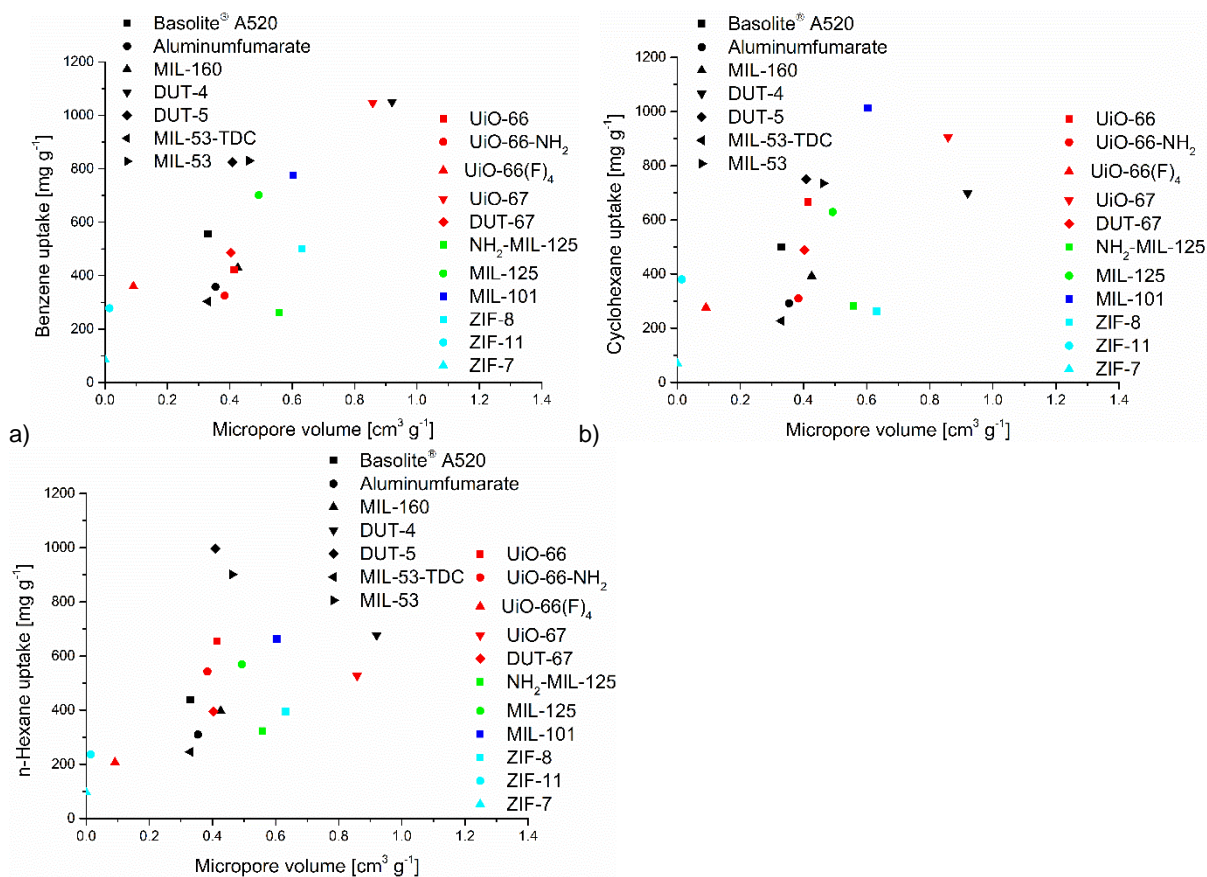 Basolite® A520
Aluminumfumarate
MIL-160
DUT-4
DUT-5
MIL-53-TDC
MIL-53
UiO-66
UiO-66-NH2
UiO-66(F)4
UiO-67
DUT-67
NH2-MIL-125
MIL-125
MIL-101
ZIF-8
ZIF-11
ZIF-7
Benzene uptake [mg g-1]
1200
1000
800
600
400
200
0
0.0 0.2 0.4 0.6 0.8 1.0 1.2 1.4
Micropore volume [cm3 g-1]
a)
Basolite® A520
Aluminumfumarate
MIL-160
DUT-4
DUT-5
MIL-53-TDC
MIL-53
UiO-66
UiO-66-NH2
UiO-66(F)4
UiO-67
DUT-67
NH2-MIL-125
MIL-125
MIL-101
ZIF-8
ZIF-11
ZIF-7
Cyclohexane uptake [mg g-1]
1200
1000
800
600
400
200
0
0.0 0.2 0.4 0.6 0.8 1.0 1.2 1.4
Micropore volume [cm3 g-1]
b)
Basolite® A520
Aluminumfumarate
MIL-160
DUT-4
DUT-5
MIL-53-TDC
MIL-53
UiO-66
UiO-66-NH2
UiO-66(F)4
UiO-67
DUT-67
NH2-MIL-125
MIL-125
MIL-101
ZIF-8
ZIF-11
ZIF-7
n-Hexane uptake [mg g-1]
1200
1000
800
600
400
200
0
0.0 0.2 0.4 0.6 0.8 1.0 1.2 1.4
Micropore volume [cm3 g-1]